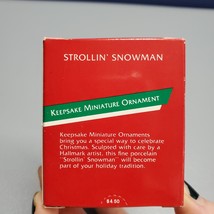 STROLLIN' SNOWMAN
KEEPSAKE MINIATURE ORNAMENT
Keepsake Miniature Ornaments
bring you a special way to celebrate
Christmas. Sculpted with care by a
Hallmark artist, this fine porcelain
"Strollin' Snowman" will become
part of your holiday tradition.
$4.50